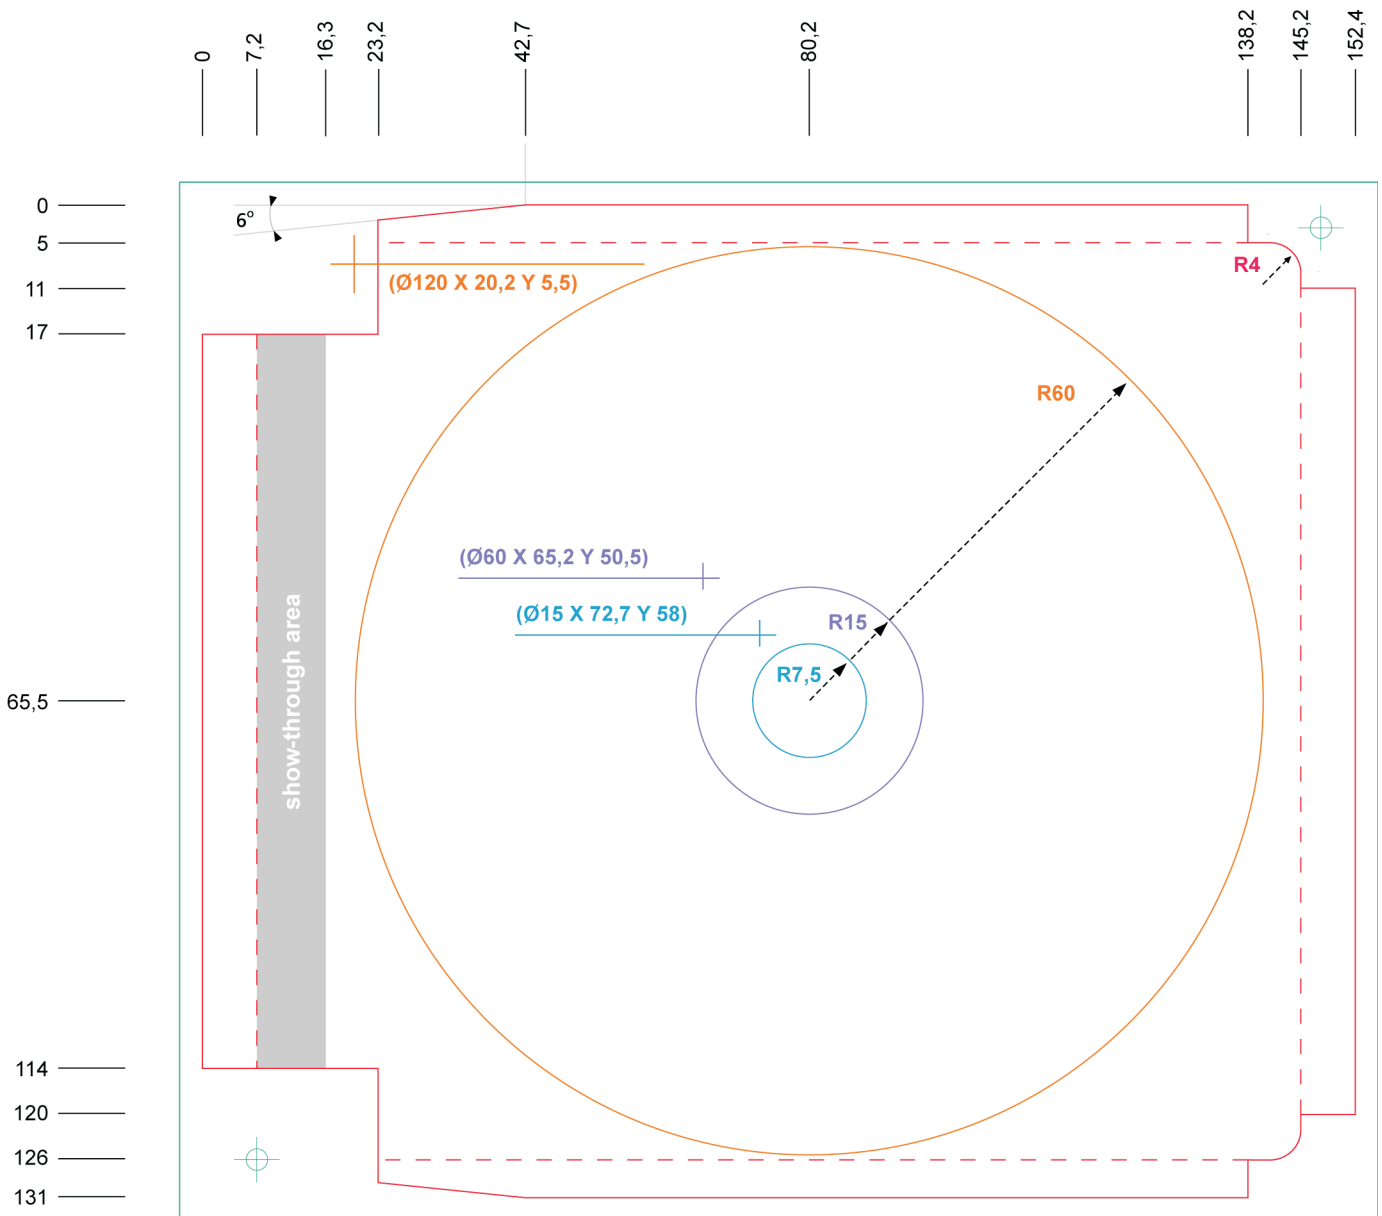 0
7,2
16,3
23,2
42,7
80,2
138,2
145,2
152,4
0
5
11
17
65,5
114
120
126
131
6°
(Ø120 X 20,2 Y 5,5)
R4
R60
(Ø60 X 65,2 Y 50,5)
(Ø15 X 72,7 Y 58)
R15
R7,5
show-through area